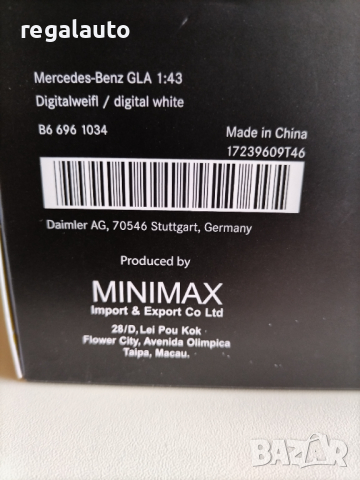 regalauto
Mercedes-Benz GLA 1:43
Digitalweifl / digital white
B6 696 1034
Made in China
17239609T46
Daimler AG, 70546 Stuttgart, Germany
Produced by
MINIMAX
Import & Export Co Ltd
28/D, Lei Pou Kok
Flower City, Avenida Olimpica
Taipa, Macau.
BAZAR